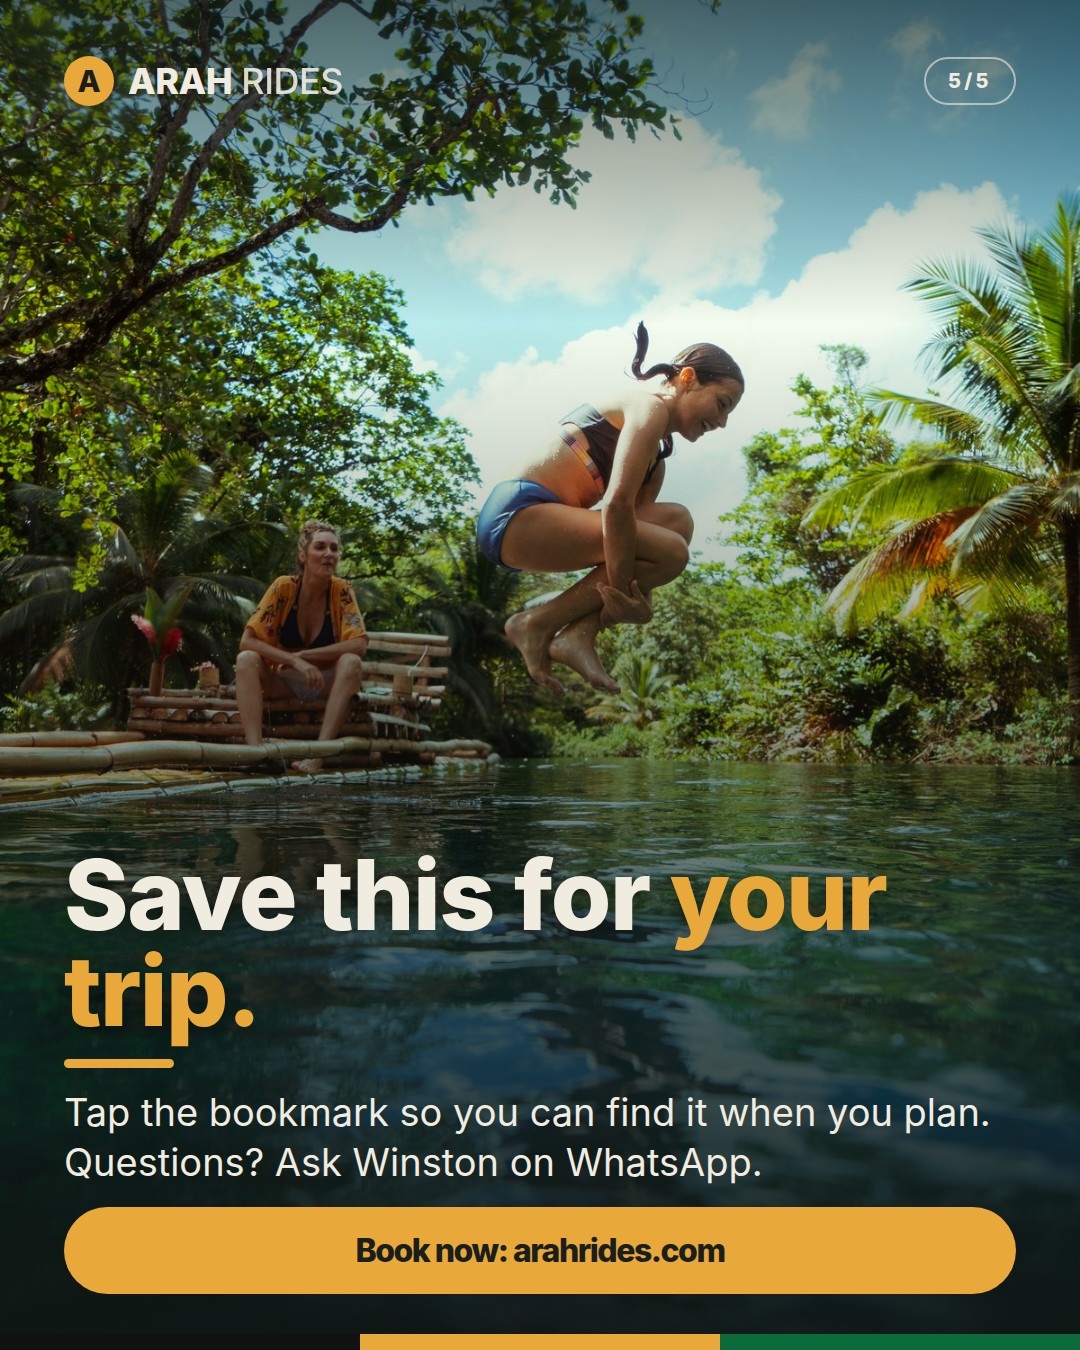 A ARAH RIDES
5/5
Save this for your
trip.
Tap the bookmark so you can find it when you plan.
Questions? Ask Winston on WhatsApp.
Book now: arahrides.com